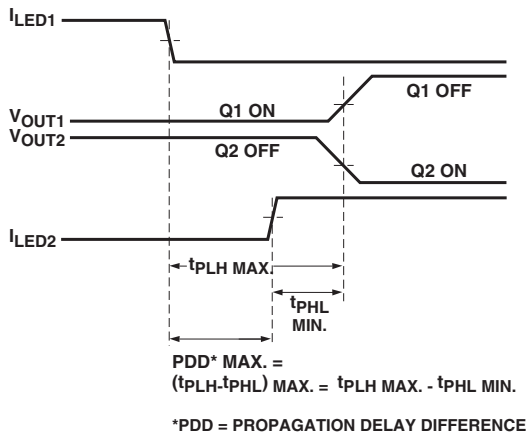 ILED1
Q1 ON
Q1 OFF
VOUT1
VOUT2
Q2 OFF
Q2 ON
ILED2
tPLH MAX.
tPHL
MIN.
PDD* MAX. =
(tPLH-tPHL) MAX. = tPLH MAX. - tPHL MIN.
*PDD = PROPAGATION DELAY DIFFERENCE